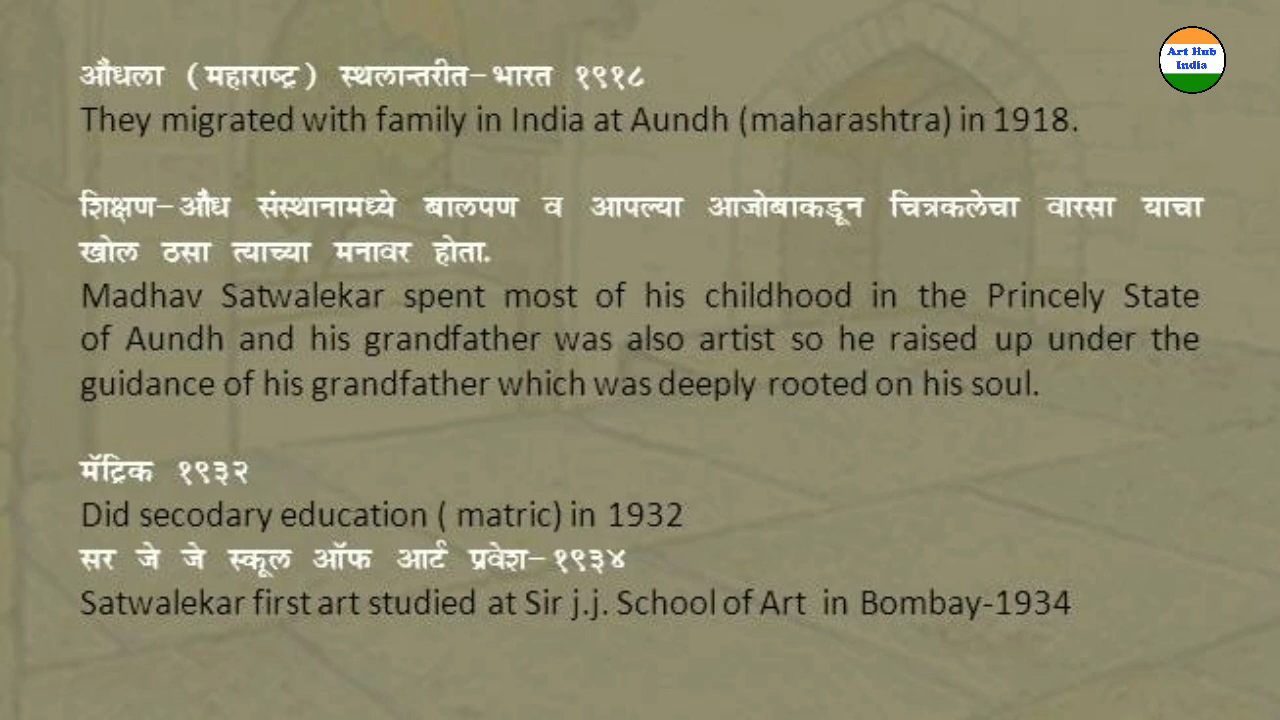 Art Hub
India
औंधला (महाराष्ट्र) स्थलान्तरीत-भारत १९१८
They migrated with family in India at Aundh (maharashtra) in 1918.
शिक्षण-औंध संस्थानामध्ये बालपण व आपल्या आजोबाकडून चित्रकलेचा वारसा याचा
खोल ठसा त्याच्या मनावर होता.
Madhav Satwalekar spent most of his childhood in the Princely State
of Aundh and his grandfather was also artist so he raised up under the
guidance of his grandfather which was deeply rooted on his soul.
मॅट्रिक १९३२
Did secodary education ( matric) in 1932
सर जे जे स्कूल ऑफ आर्ट प्रवेश-१९३४
Satwalekar first art studied at Sir j.j. School of Art in Bombay-1934